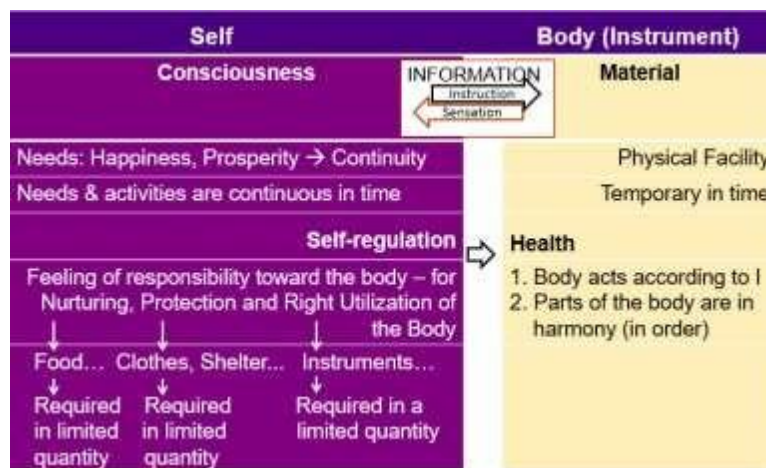 Self
Body (Instrument)
Consciousness
INFORMATION
Instruction
Sensation
Material
Needs: Happiness, Prosperity → Continuity
Physical Facility
Needs & activities are continuous in time
Temporary in time
Self-regulation
Health
Feeling of responsibility toward the body – for
Nurturing, Protection and Right Utilization of
the Body
1. Body acts according to I
2. Parts of the body are in
harmony (in order)
Food... Clothes, Shelter... Instruments...
Required
in limited
quantity
Required
in limited
quantity
Required in a
limited quantity